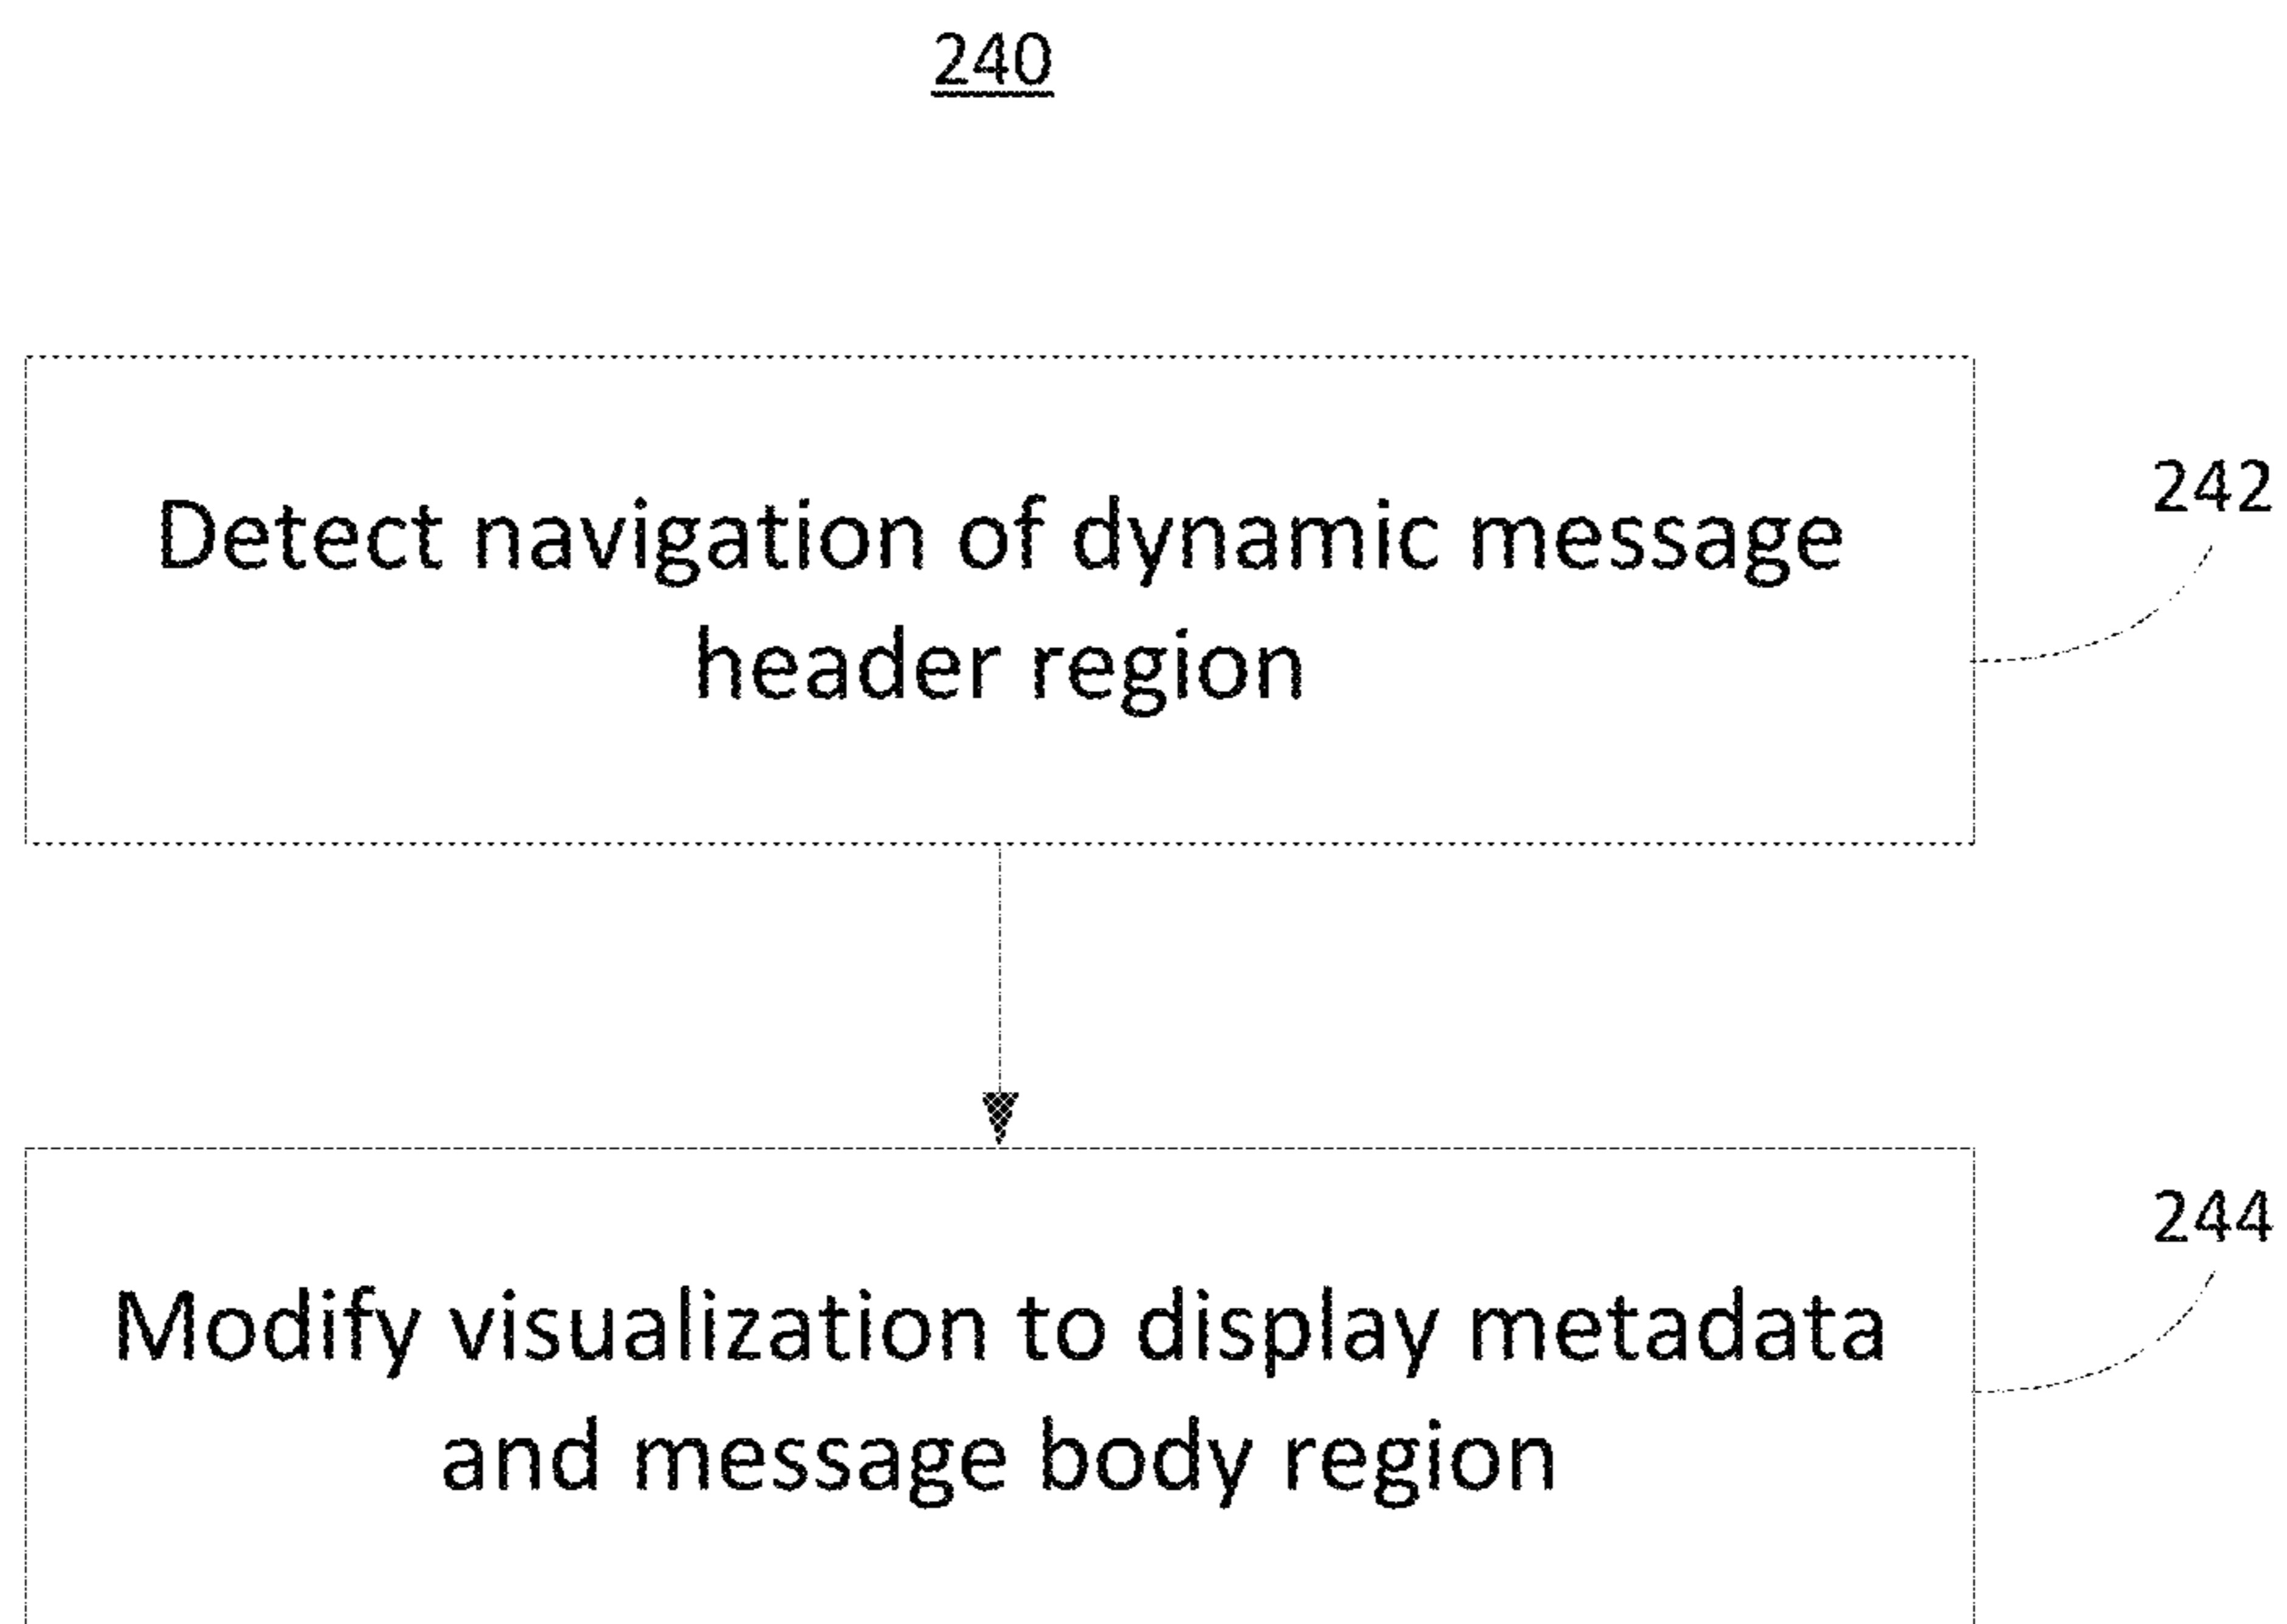 240
Detect navigation of dynamic message
header region
242
Modify visualization to display metadata
and message body region
244